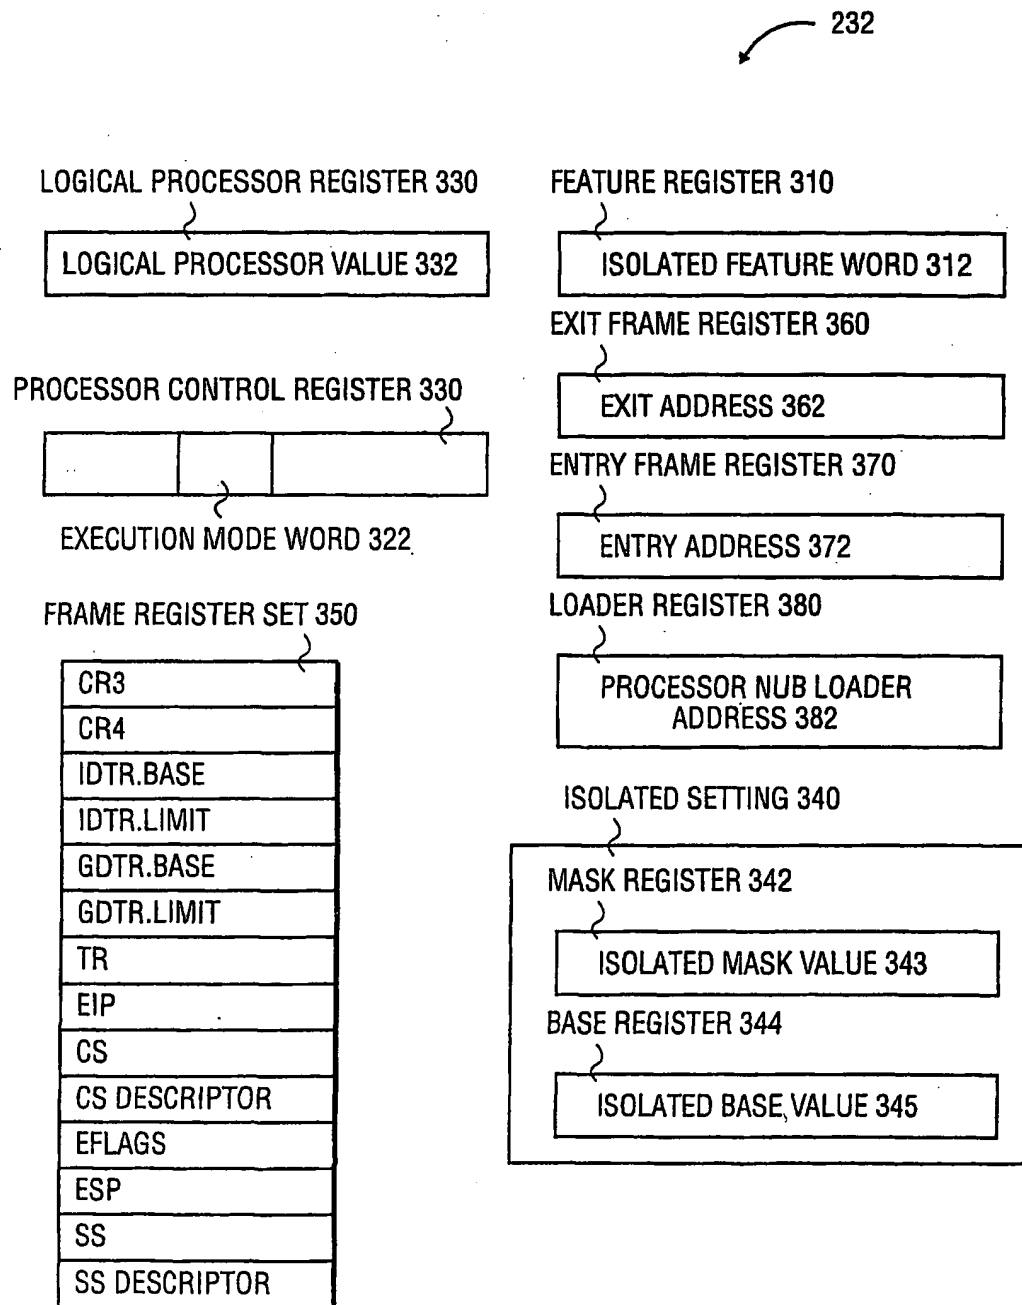 232
LOGICAL PROCESSOR REGISTER 330
LOGICAL PROCESSOR VALUE 332
PROCESSOR CONTROL REGISTER 330
EXECUTION MODE WORD 322
FRAME REGISTER SET 350
CR3
CR4
IDTR.BASE
IDTR.LIMIT
GDTR.BASE
GDTR.LIMIT
TR
EIP
CS
CS DESCRIPTOR
EFLAGS
ESP
SS
SS DESCRIPTOR
FEATURE REGISTER 310
ISOLATED FEATURE WORD 312
EXIT FRAME REGISTER 360
EXIT ADDRESS 362
ENTRY FRAME REGISTER 370
ENTRY ADDRESS 372
LOADER REGISTER 380
PROCESSOR NUB LOADER
ADDRESS 382
ISOLATED SETTING 340
MASK REGISTER 342
ISOLATED MASK VALUE 343
BASE REGISTER 344
ISOLATED BASE VALUE 345